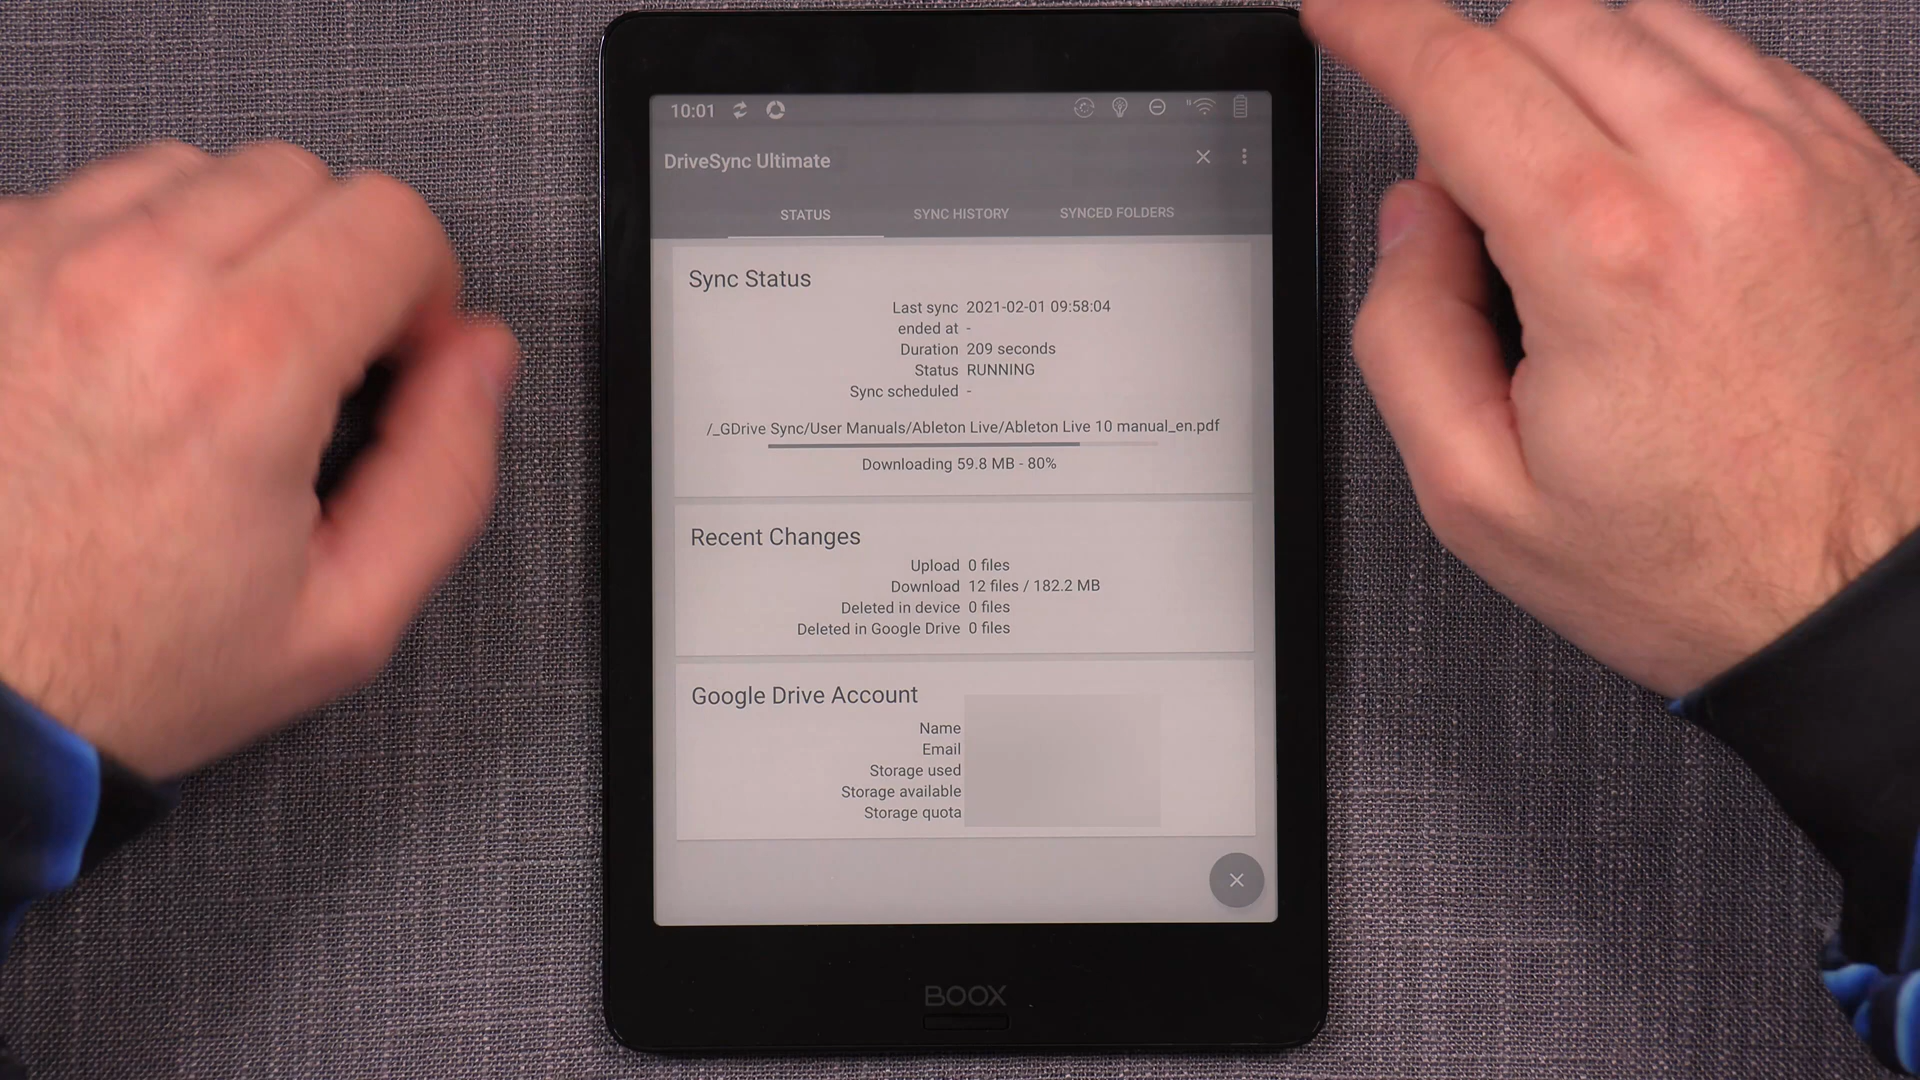 10:01
DriveSync Ultimate
STATUS SYNC HISTORY SYNCED FOLDERS
Sync Status
Last sync 2021-02-01 09:58:04
ended at -
Duration 209 seconds
Status RUNNING
Sync scheduled -
/_GDrive Sync/User Manuals/Ableton Live/Ableton Live 10 manual_en.pdf
Downloading 59.8 MB - 80%
Recent Changes
Upload 0 files
Download 12 files / 182.2 MB
Deleted in device 0 files
Deleted in Google Drive 0 files
Google Drive Account
Name
Email
Storage used
Storage available
Storage quota
BOOX